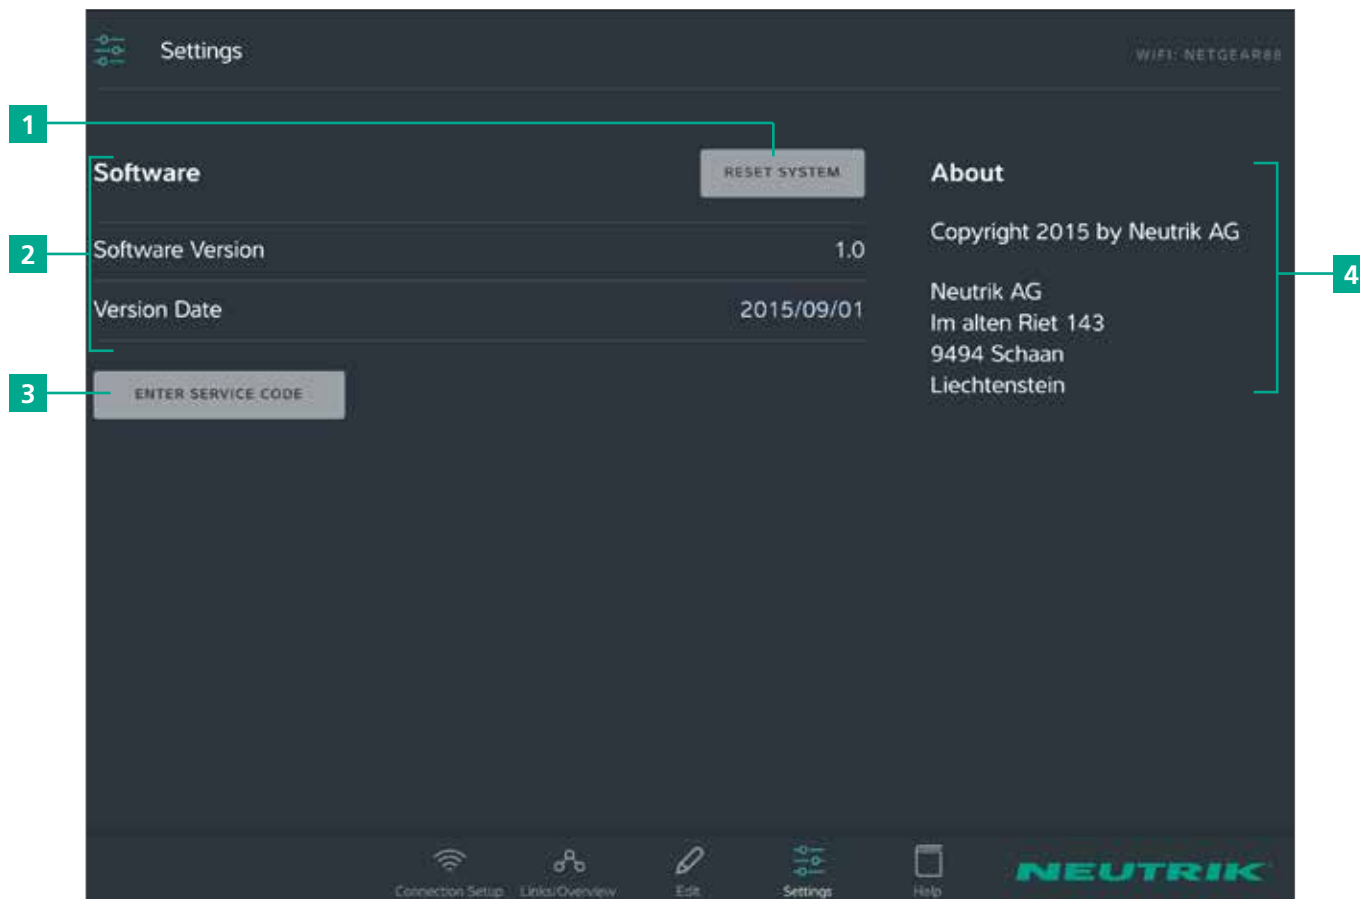 Settings
WIFI: NETGEAR88
1
Software
RESET SYSTEM
About
Copyright 2015 by Neutrik AG
2
Software Version
1.0
4
Neutrik AG
Version Date
2015/09/01
Im alten Riet 143
9494 Schaan
3
ENTER SERVICE CODE
Liechtenstein
Connection Setup
Links/Overview
Edit
Settings
Help
NEUTRIK